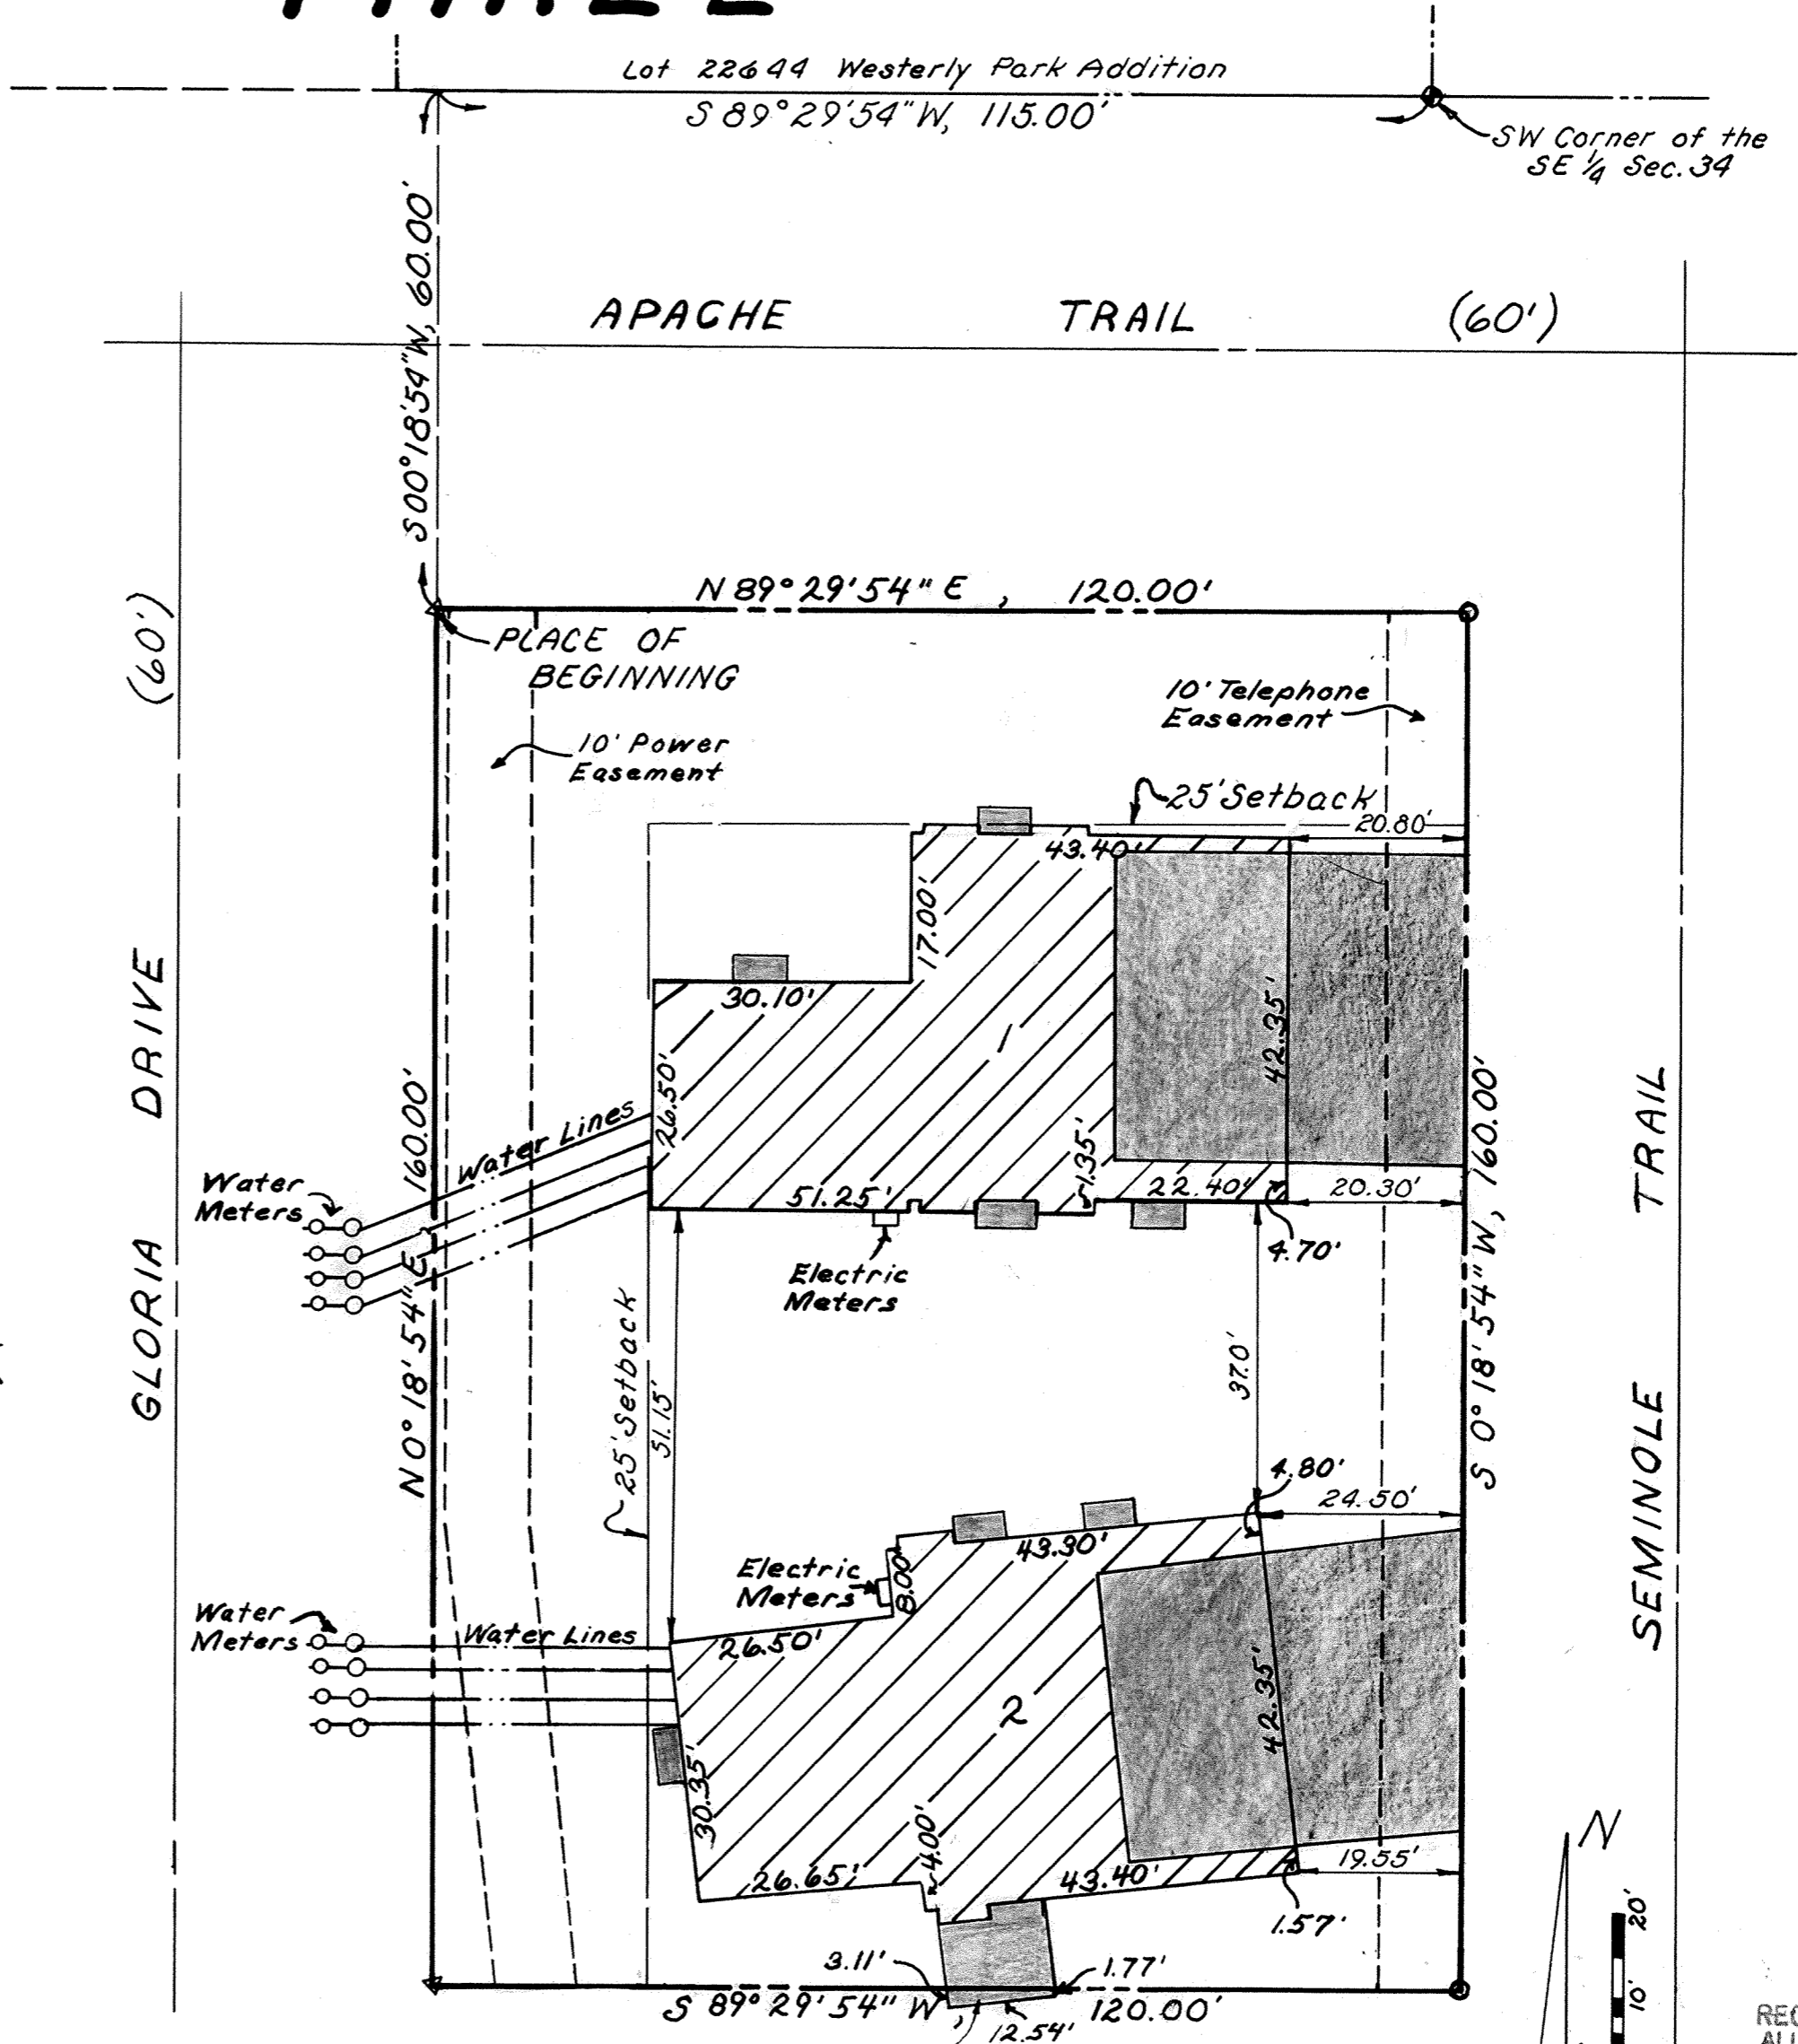 Lot 22644 Westerly Park Addition
S 89° 29' 54" W, 115.00'
SW Corner of the
SE 1/4 Sec. 34
S 00° 18' 54" W, 60.00'
APACHE TRAIL (60')
N 89° 29' 54" E , 120.00'
PLACE OF
BEGINNING
10' Telephone
Easement
10' Power
Easement
25' Setback
20.80'
43.40'
17.00'
30.10'
1
42.35'
26.50'
GLORIA DRIVE (60')
N 0° 18' 54" E, 160.00'
Water Lines
Water
Meters
51.25'
1.35'
22.40'
20.30'
4.70'
Electric
Meters
S 0° 18' 54" W, 160.00'
SEMINOLE TRAIL
25' Setback
51.15'
37.0'
4.80'
24.50'
43.30'
Electric
Meters
8.00'
Water
Meters
Water Lines
26.50'
2
42.35'
30.35'
26.65'
4.00'
43.40'
19.55'
1.57'
3.11'
1.77'
S 89° 29' 54" W, 120.00'
12.54'
N
20'
10'